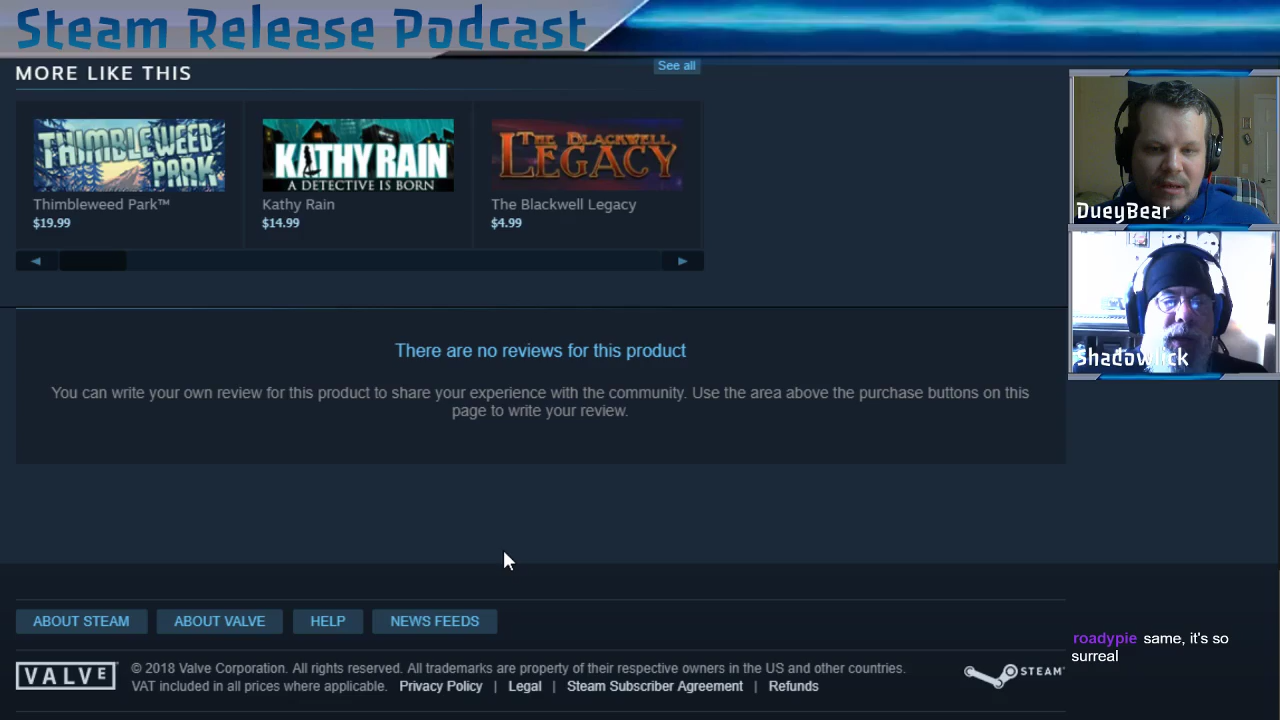 Steam Release Podcast
MORE LIKE THIS
See all
THIMBLEWEED PARK
KATHY RAIN
A DETECTIVE IS BORN
THE BLACKWELL LEGACY
Thimbleweed Park™
$19.99
Kathy Rain
$14.99
The Blackwell Legacy
$4.99
DueyBear
Shadowlick
There are no reviews for this product
You can write your own review for this product to share your experience with the community. Use the area above the purchase buttons on this
page to write your review.
ABOUT STEAM
ABOUT VALVE
HELP
NEWS FEEDS
roadypie same, it's so
surreal
VALVE
© 2018 Valve Corporation. All rights reserved. All trademarks are property of their respective owners in the US and other countries.
VAT included in all prices where applicable. Privacy Policy | Legal | Steam Subscriber Agreement | Refunds
STEAM